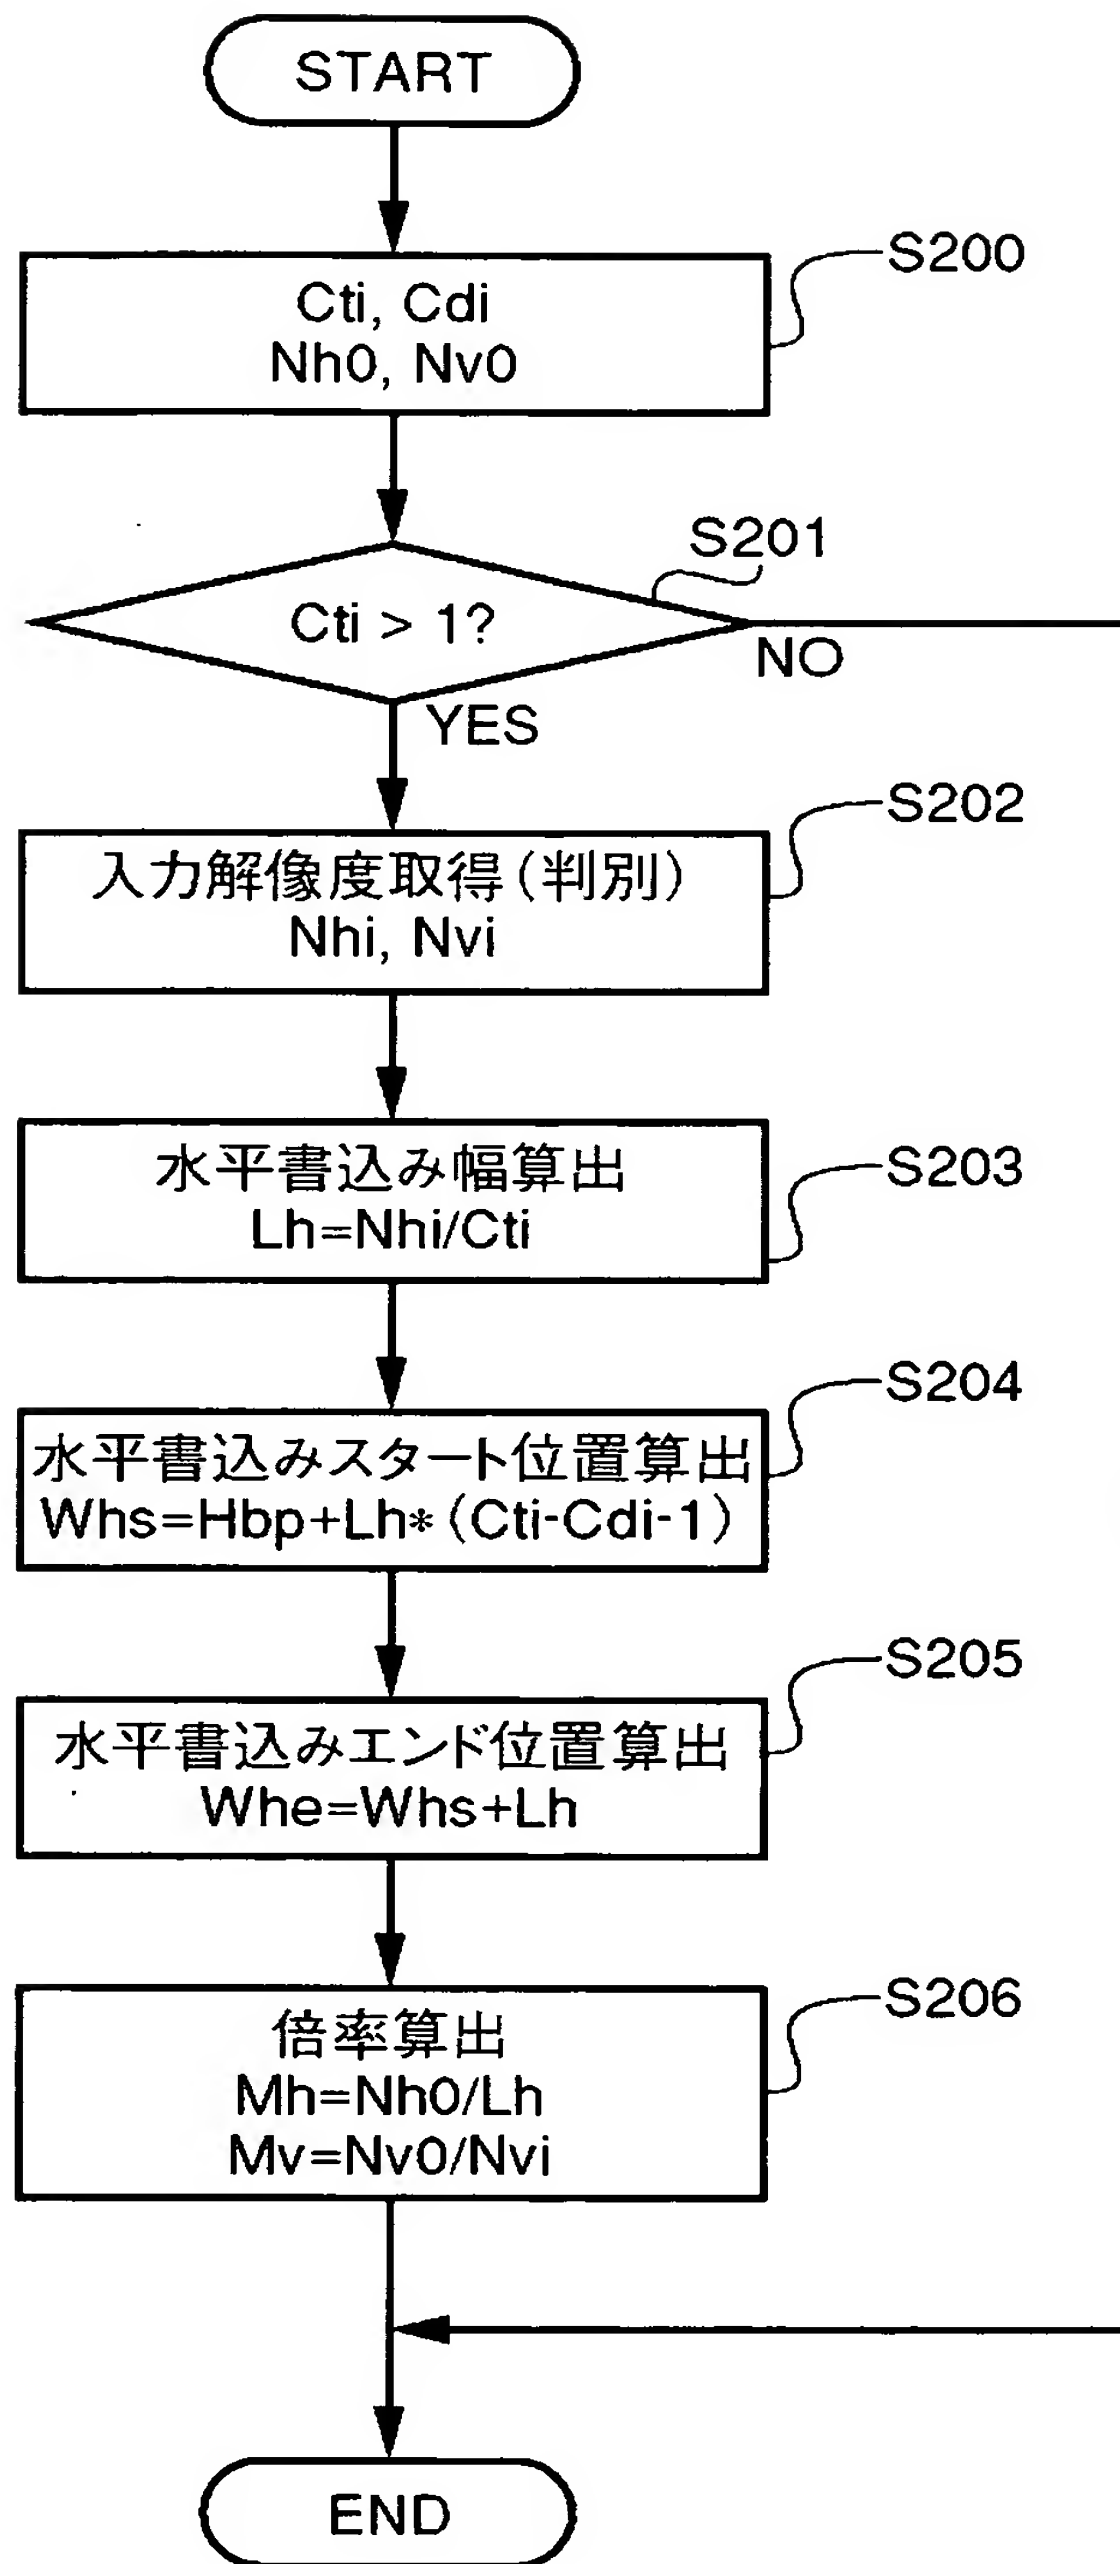 START
S200
Cti, Cdi
Nh0, Nv0
S201
Cti > 1?
NO
YES
S202
入力解像度取得(判別)
Nhi, Nvi
水平書込み幅算出
S203
Lh=Nhi/Cti
S204
水平書込みスタート位置算出
Whs=Hbp+Lh*(Cti-Cdi-1)
S205
水平書込みエンド位置算出
Whe=Whs+Lh
S206
倍率算出
Mh=Nh0/Lh
Mv=Nv0/Nvi
END